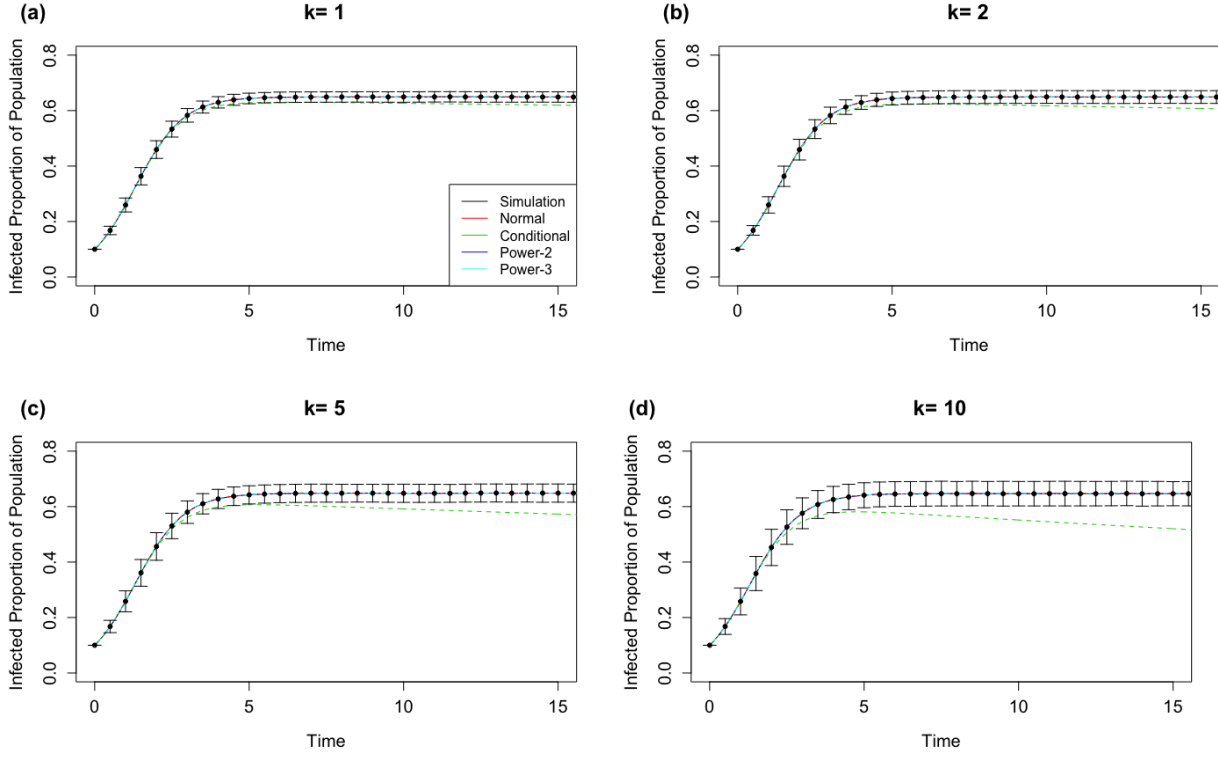 (a)
k= 1
Infected Proportion of Population
0.0 0.2 0.4 0.6 0.8
Simulation
Normal
Conditional
Power-2
Power-3
0 5 10 15
Time
(b)
k= 2
Infected Proportion of Population
0.0 0.2 0.4 0.6 0.8
0 5 10 15
Time
(c)
k= 5
Infected Proportion of Population
0.0 0.2 0.4 0.6 0.8
0 5 10 15
Time
(d)
k= 10
Infected Proportion of Population
0.0 0.2 0.4 0.6 0.8
0 5 10 15
Time